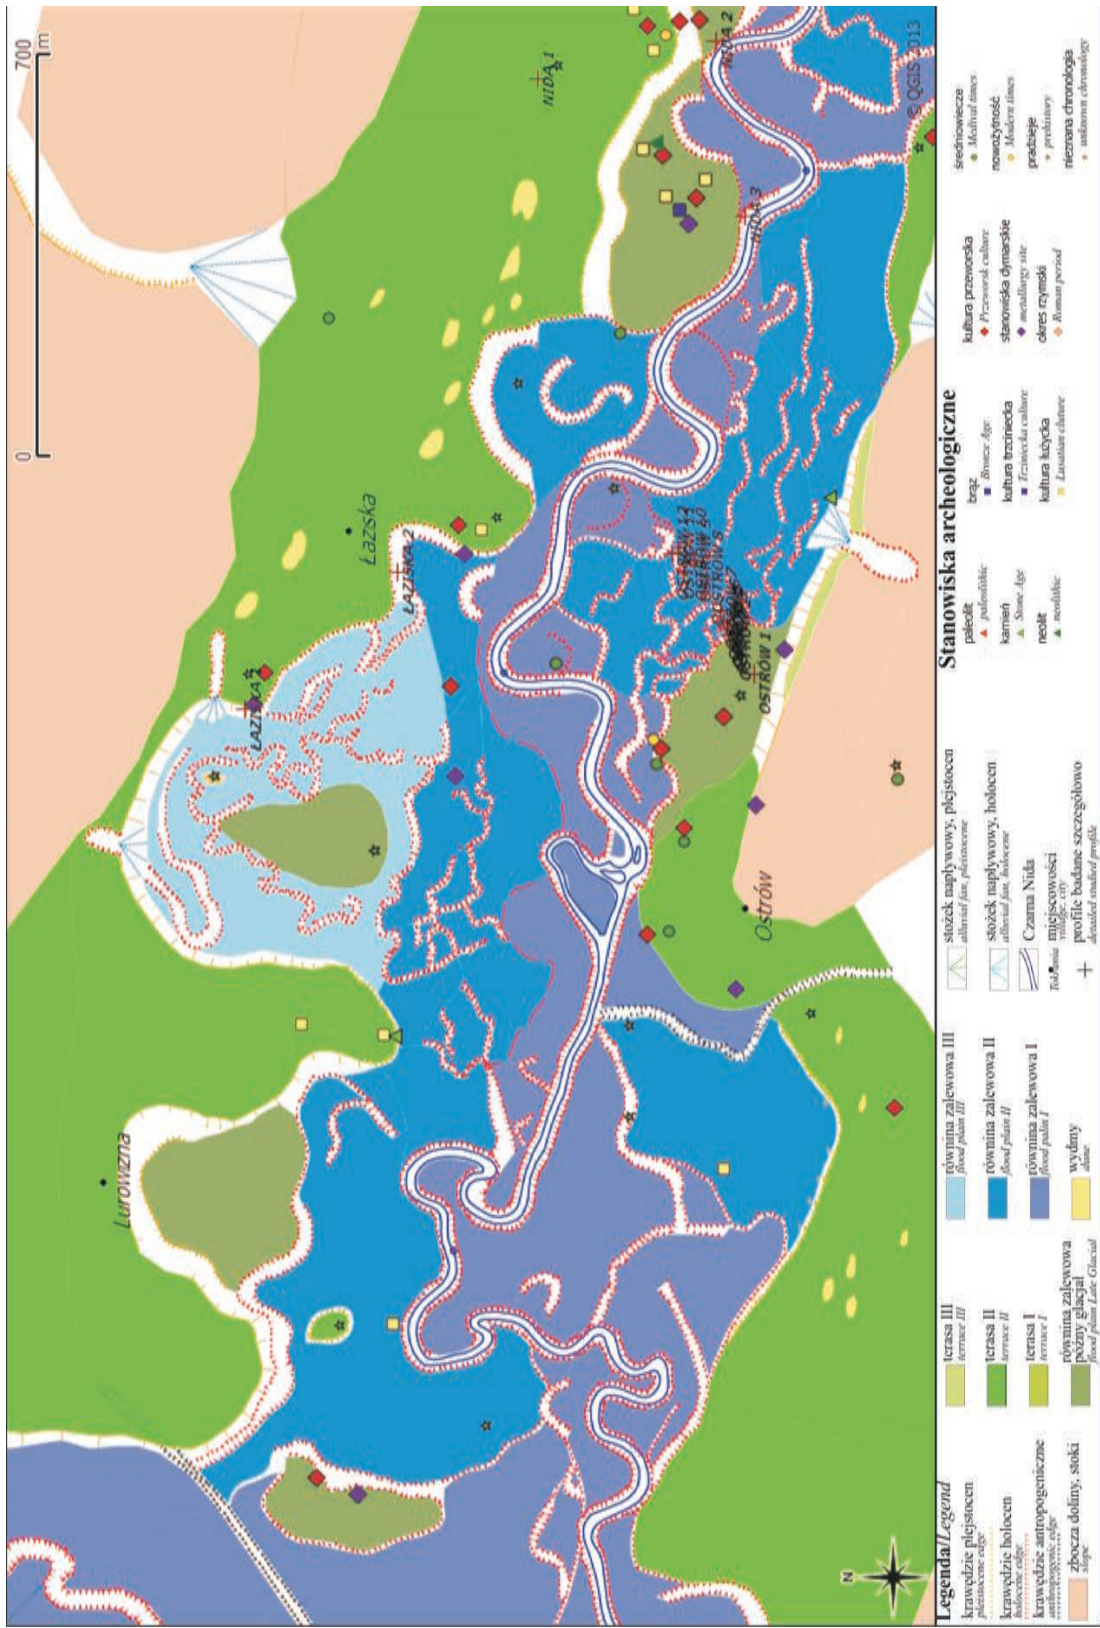 700
m
0
NIDA 1
NIDA 2
NIDA 3
© QGIS 2013
Łazska
ŁAZISKA 2
OSTRÓW 8
OSTRÓW 1
Ostrów
Lurowizna
N
Legenda/Legend
krawędzie plejstocen
pleistocene edge
krawędzie holocen
holocene edge
krawędzie antropogeniczne
anthropogenic edge
zbocza doliny, stoki
slope
terasa III
terrace III
terasa II
terrace II
terasa I
terrace I
równina zalewowa
późny glacjał
flood plain Late Glacial
równina zalewowa III
flood plain III
równina zalewowa II
flood plain II
równina zalewowa I
flood palin I
wydmy
dune
stożek napływowy, plejstocen
alluvial fan, pleistocene
stożek napływowy, holocen
alluvial fan, holocene
Czarna Nida
miejscowości
village, city
Tokarnia
profile badane szczegółowo
detailed studied profile
Stanowiska archeologiczne
paleolit
paleolithic
kamień
Stone Age
neolit
neolithic
brąz
Bronze Age
kultura trzciniecka
Trzciniecka culture
kultura łużycka
Lusatian cluture
kultura przeworska
Przeworsk culture
stanowiska dymarskie
metallurgy site
okres rzymski
Roman period
średniowiecze
Medival times
nowożytność
Modern times
pradzieje
prehistory
nieznana chronologia
unknown chronology